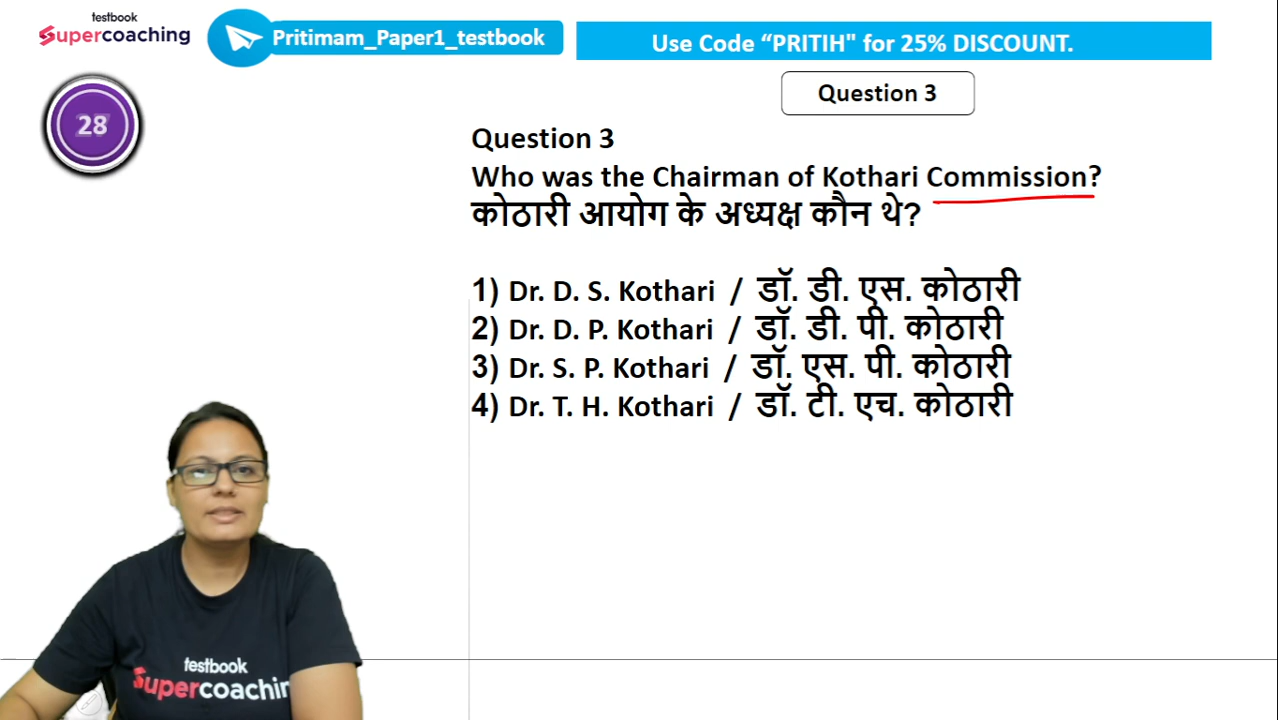 testbook
Supercoaching
Pritimam_Paper1_testbook
Use Code “PRITIH" for 25% DISCOUNT.
28
Question 3
Question 3
Who was the Chairman of Kothari Commission?
कोठारी आयोग के अध्यक्ष कौन थे?
1) Dr. D. S. Kothari / डॉ. डी. एस. कोठारी
2) Dr. D. P. Kothari / डॉ. डी. पी. कोठारी
3) Dr. S. P. Kothari / डॉ. एस. पी. कोठारी
4) Dr. T. H. Kothari / डॉ. टी. एच. कोठारी
testbook
Supercoachin